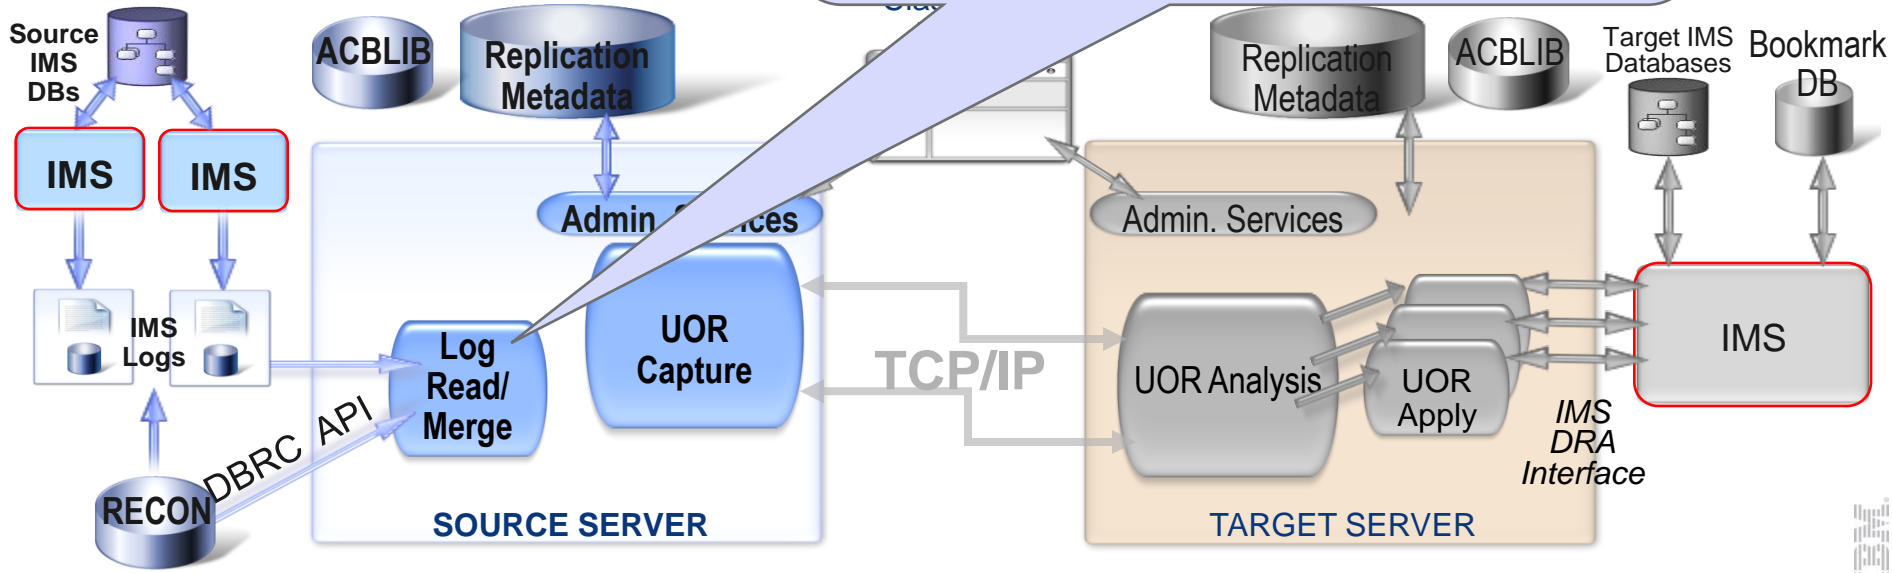 Source
IMS
DBs
ACBLIB
Replication
Metadata
Replication
Metadata
ACBLIB
Target IMS
Databases
Bookmark
DB
IMS
IMS
Admin.
Admin. Services
IMS
Logs
Log
Read/
Merge
UOR
Capture
TCP/IP
UOR Analysis
UOR
Apply
IMS
IMS
DRA
Interface
DBRC API
RECON
SOURCE SERVER
TARGET SERVER
IBM